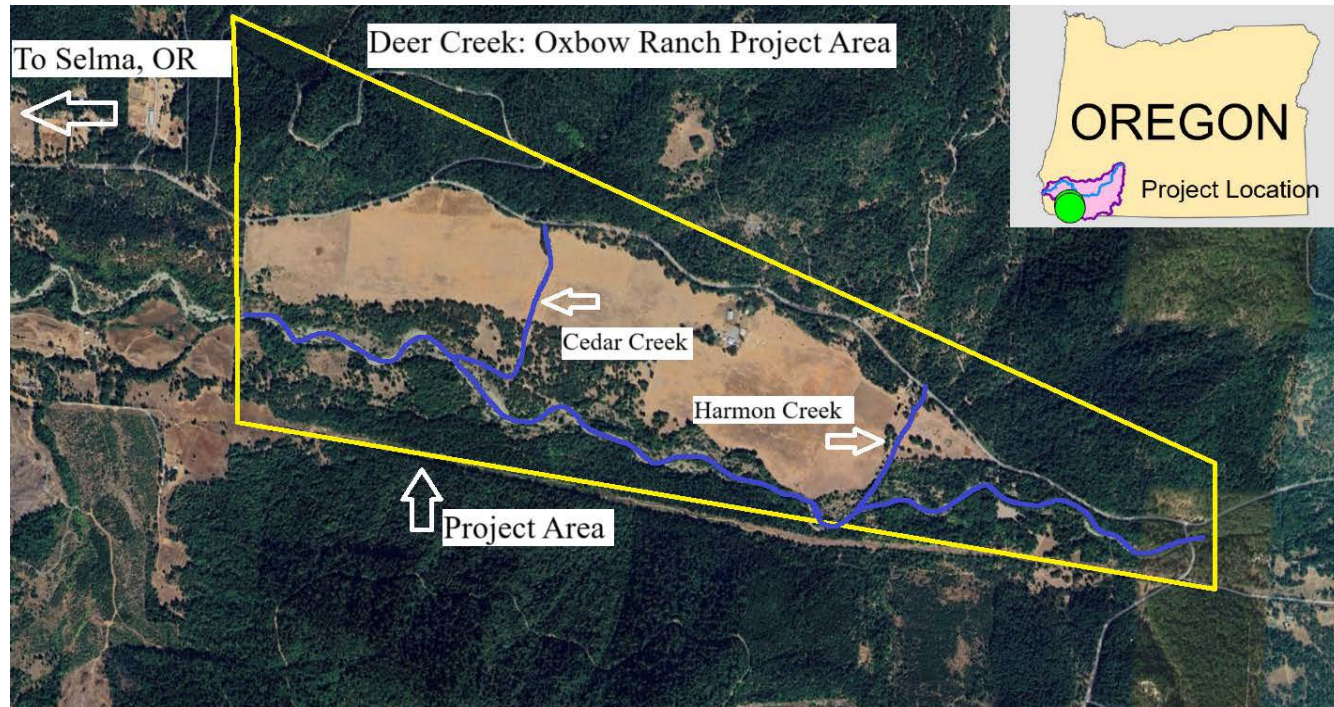 Deer Creek: Oxbow Ranch Project Area
To Selma, OR
OREGON
Project Location
Cedar Creek
Harmon Creek
Project Area